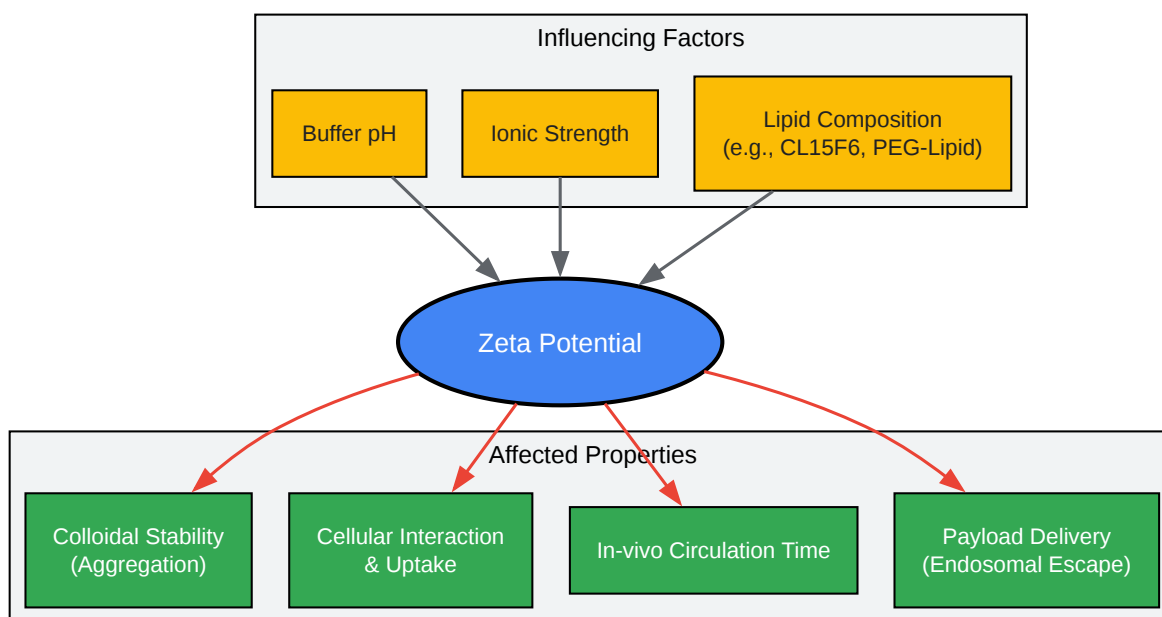 Influencing Factors
Buffer pH
Ionic Strength
Lipid Composition
(e.g., CL15F6, PEG-Lipid)
Zeta Potential
Affected Properties
Colloidal Stability
(Aggregation)
Cellular Interaction
& Uptake
In-vivo Circulation Time
Payload Delivery
(Endosomal Escape)